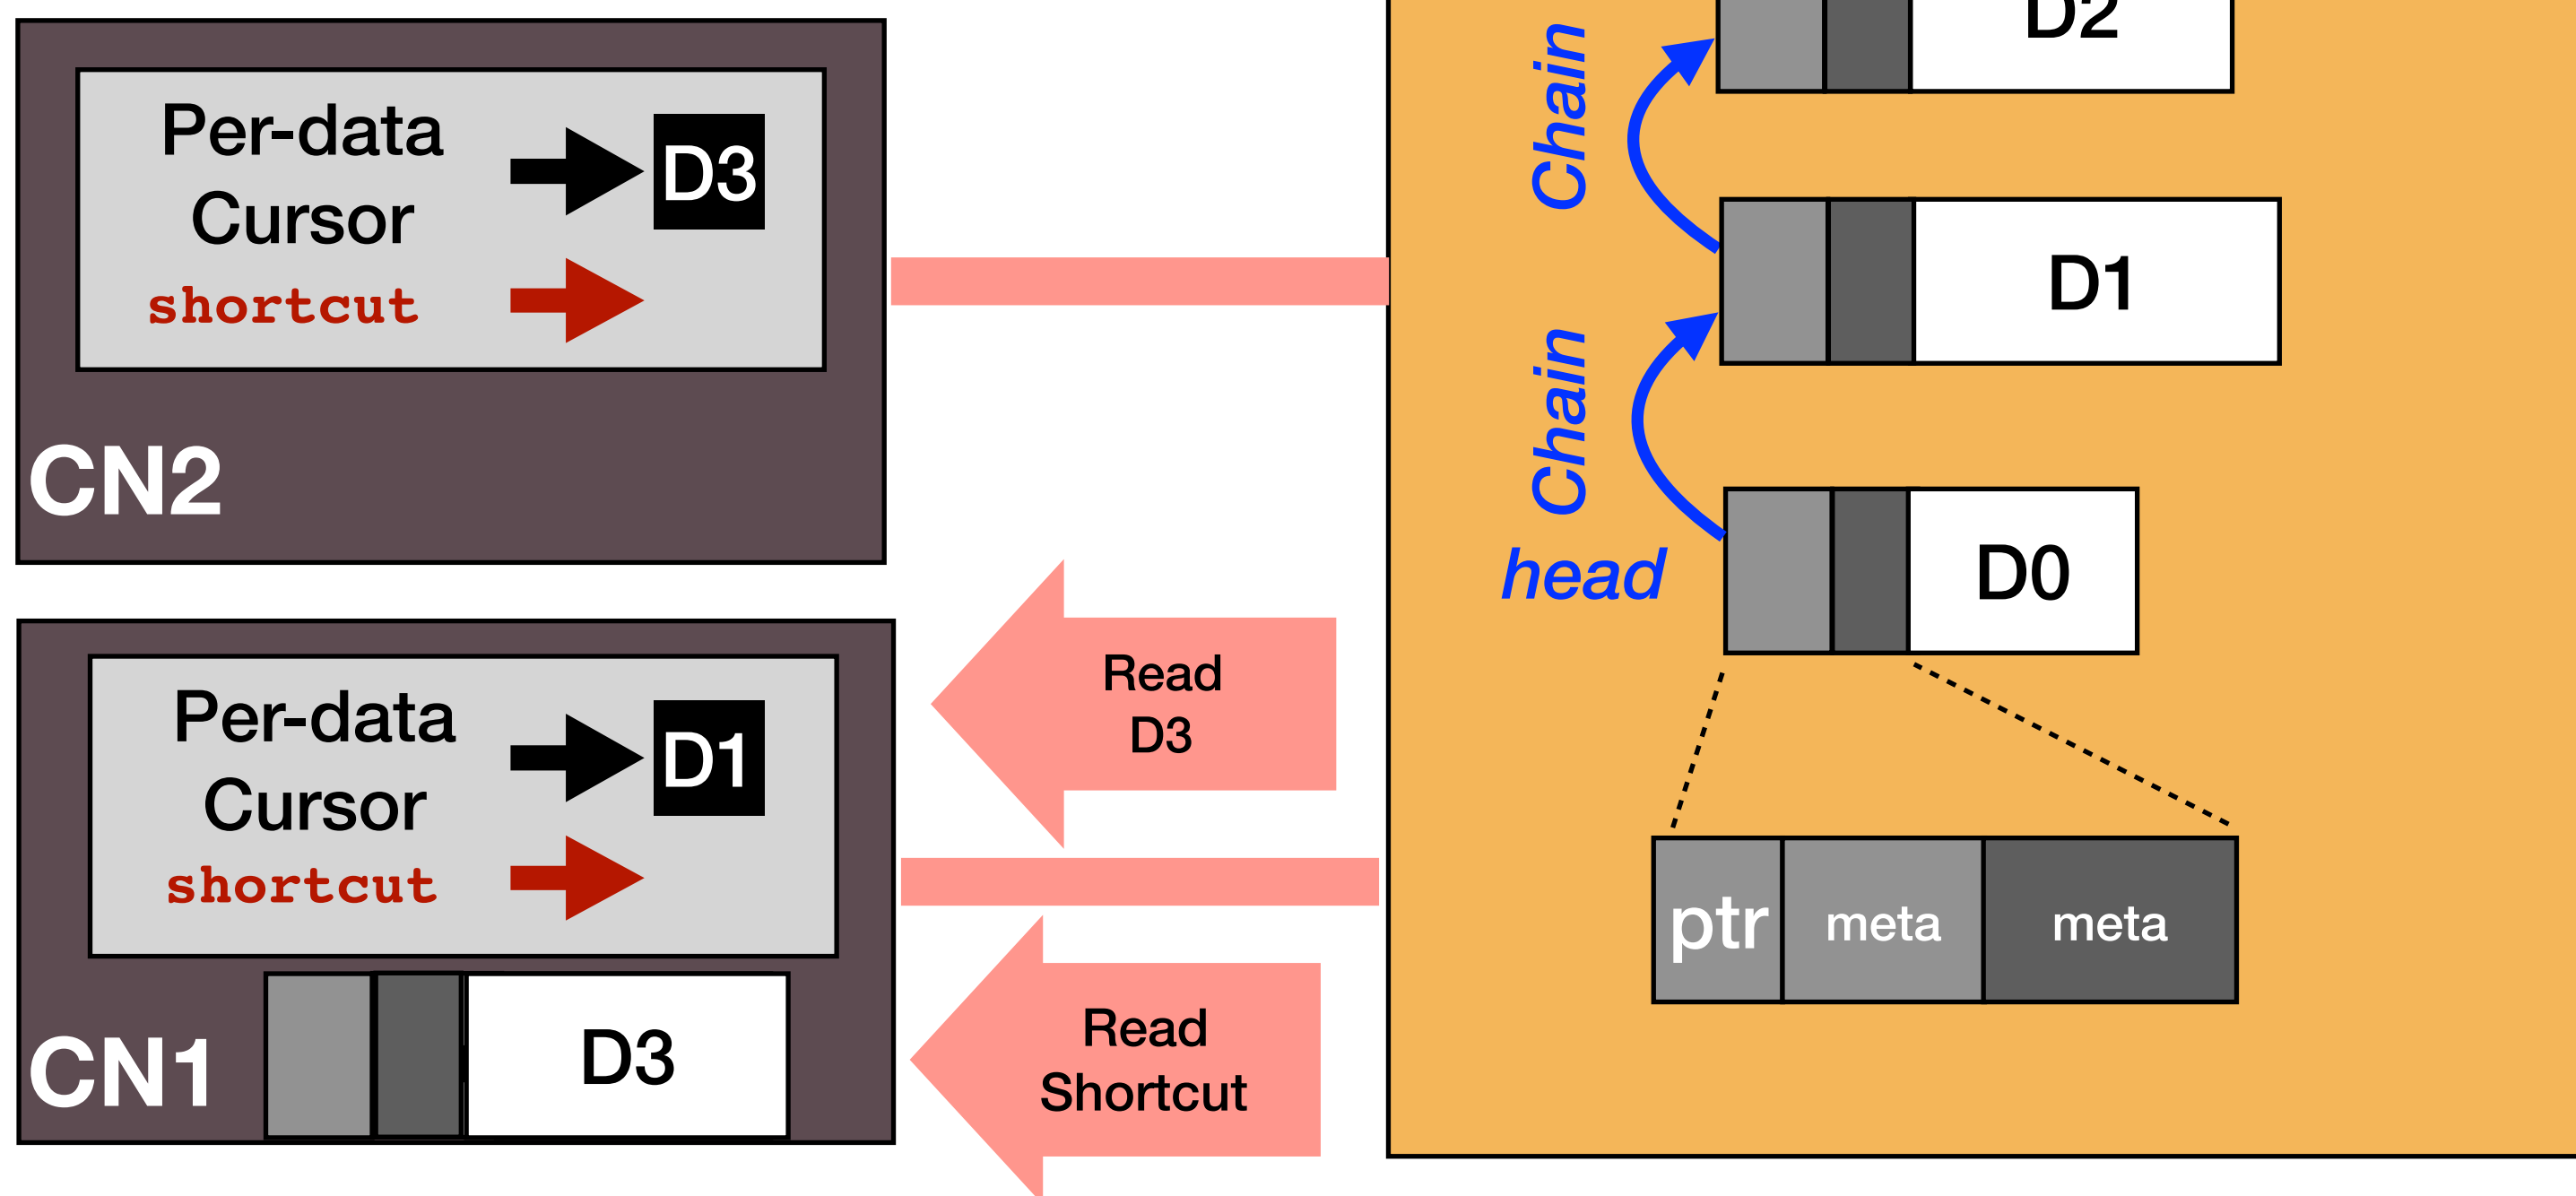 Per-data
Cursor
shortcut
D3
CN2
Per-data
Cursor
shortcut
D1
CN1
D3
Read
D3
Read
Shortcut
D2
Chain
D1
Chain
head
D0
ptr
meta
meta